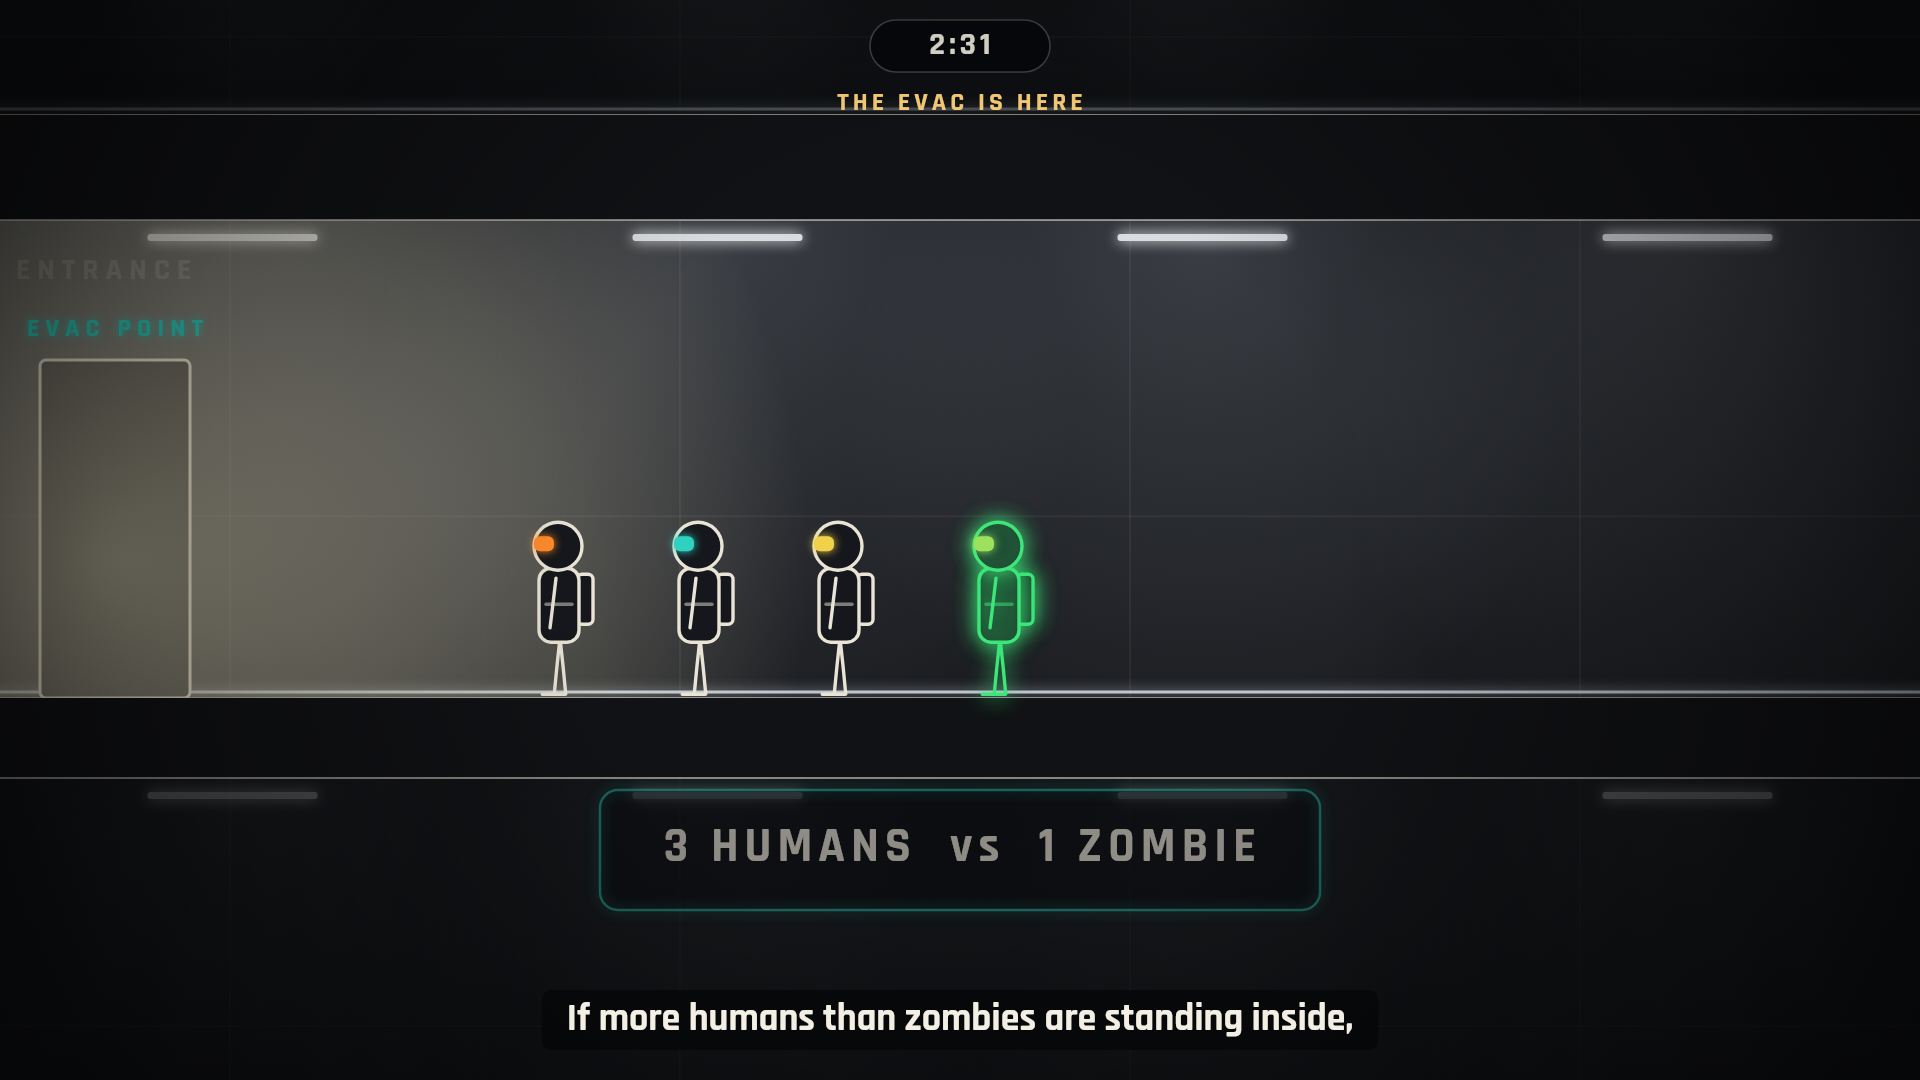 2:31
THE EVAC IS HERE
ENTRANCE
EVAC POINT
3 HUMANS vs 1 ZOMBIE
If more humans than zombies are standing inside,